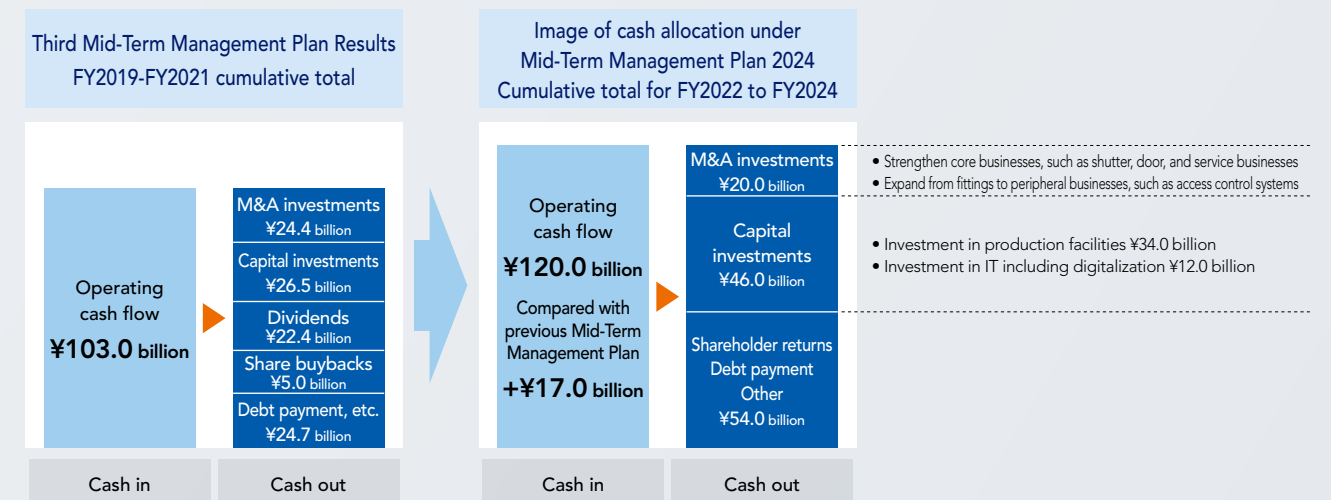 Third Mid-Term Management Plan Results
FY2019-FY2021 cumulative total
Operating
cash flow
¥103.0 billion
M&A investments
¥24.4 billion
Capital investments
¥26.5 billion
Dividends
¥22.4 billion
Share buybacks
¥5.0 billion
Debt payment, etc.
¥24.7 billion
Cash in
Cash out
Image of cash allocation under
Mid-Term Management Plan 2024
Cumulative total for FY2022 to FY2024
Operating
cash flow
¥120.0 billion
Compared with
previous Mid-Term
Management Plan
+¥17.0 billion
M&A investments
¥20.0 billion
Capital
investments
¥46.0 billion
Shareholder returns
Debt payment
Other
¥54.0 billion
Cash in
Cash out
• Strengthen core businesses, such as shutter, door, and service businesses
• Expand from fittings to peripheral businesses, such as access control systems
• Investment in production facilities ¥34.0 billion
• Investment in IT including digitalization ¥12.0 billion